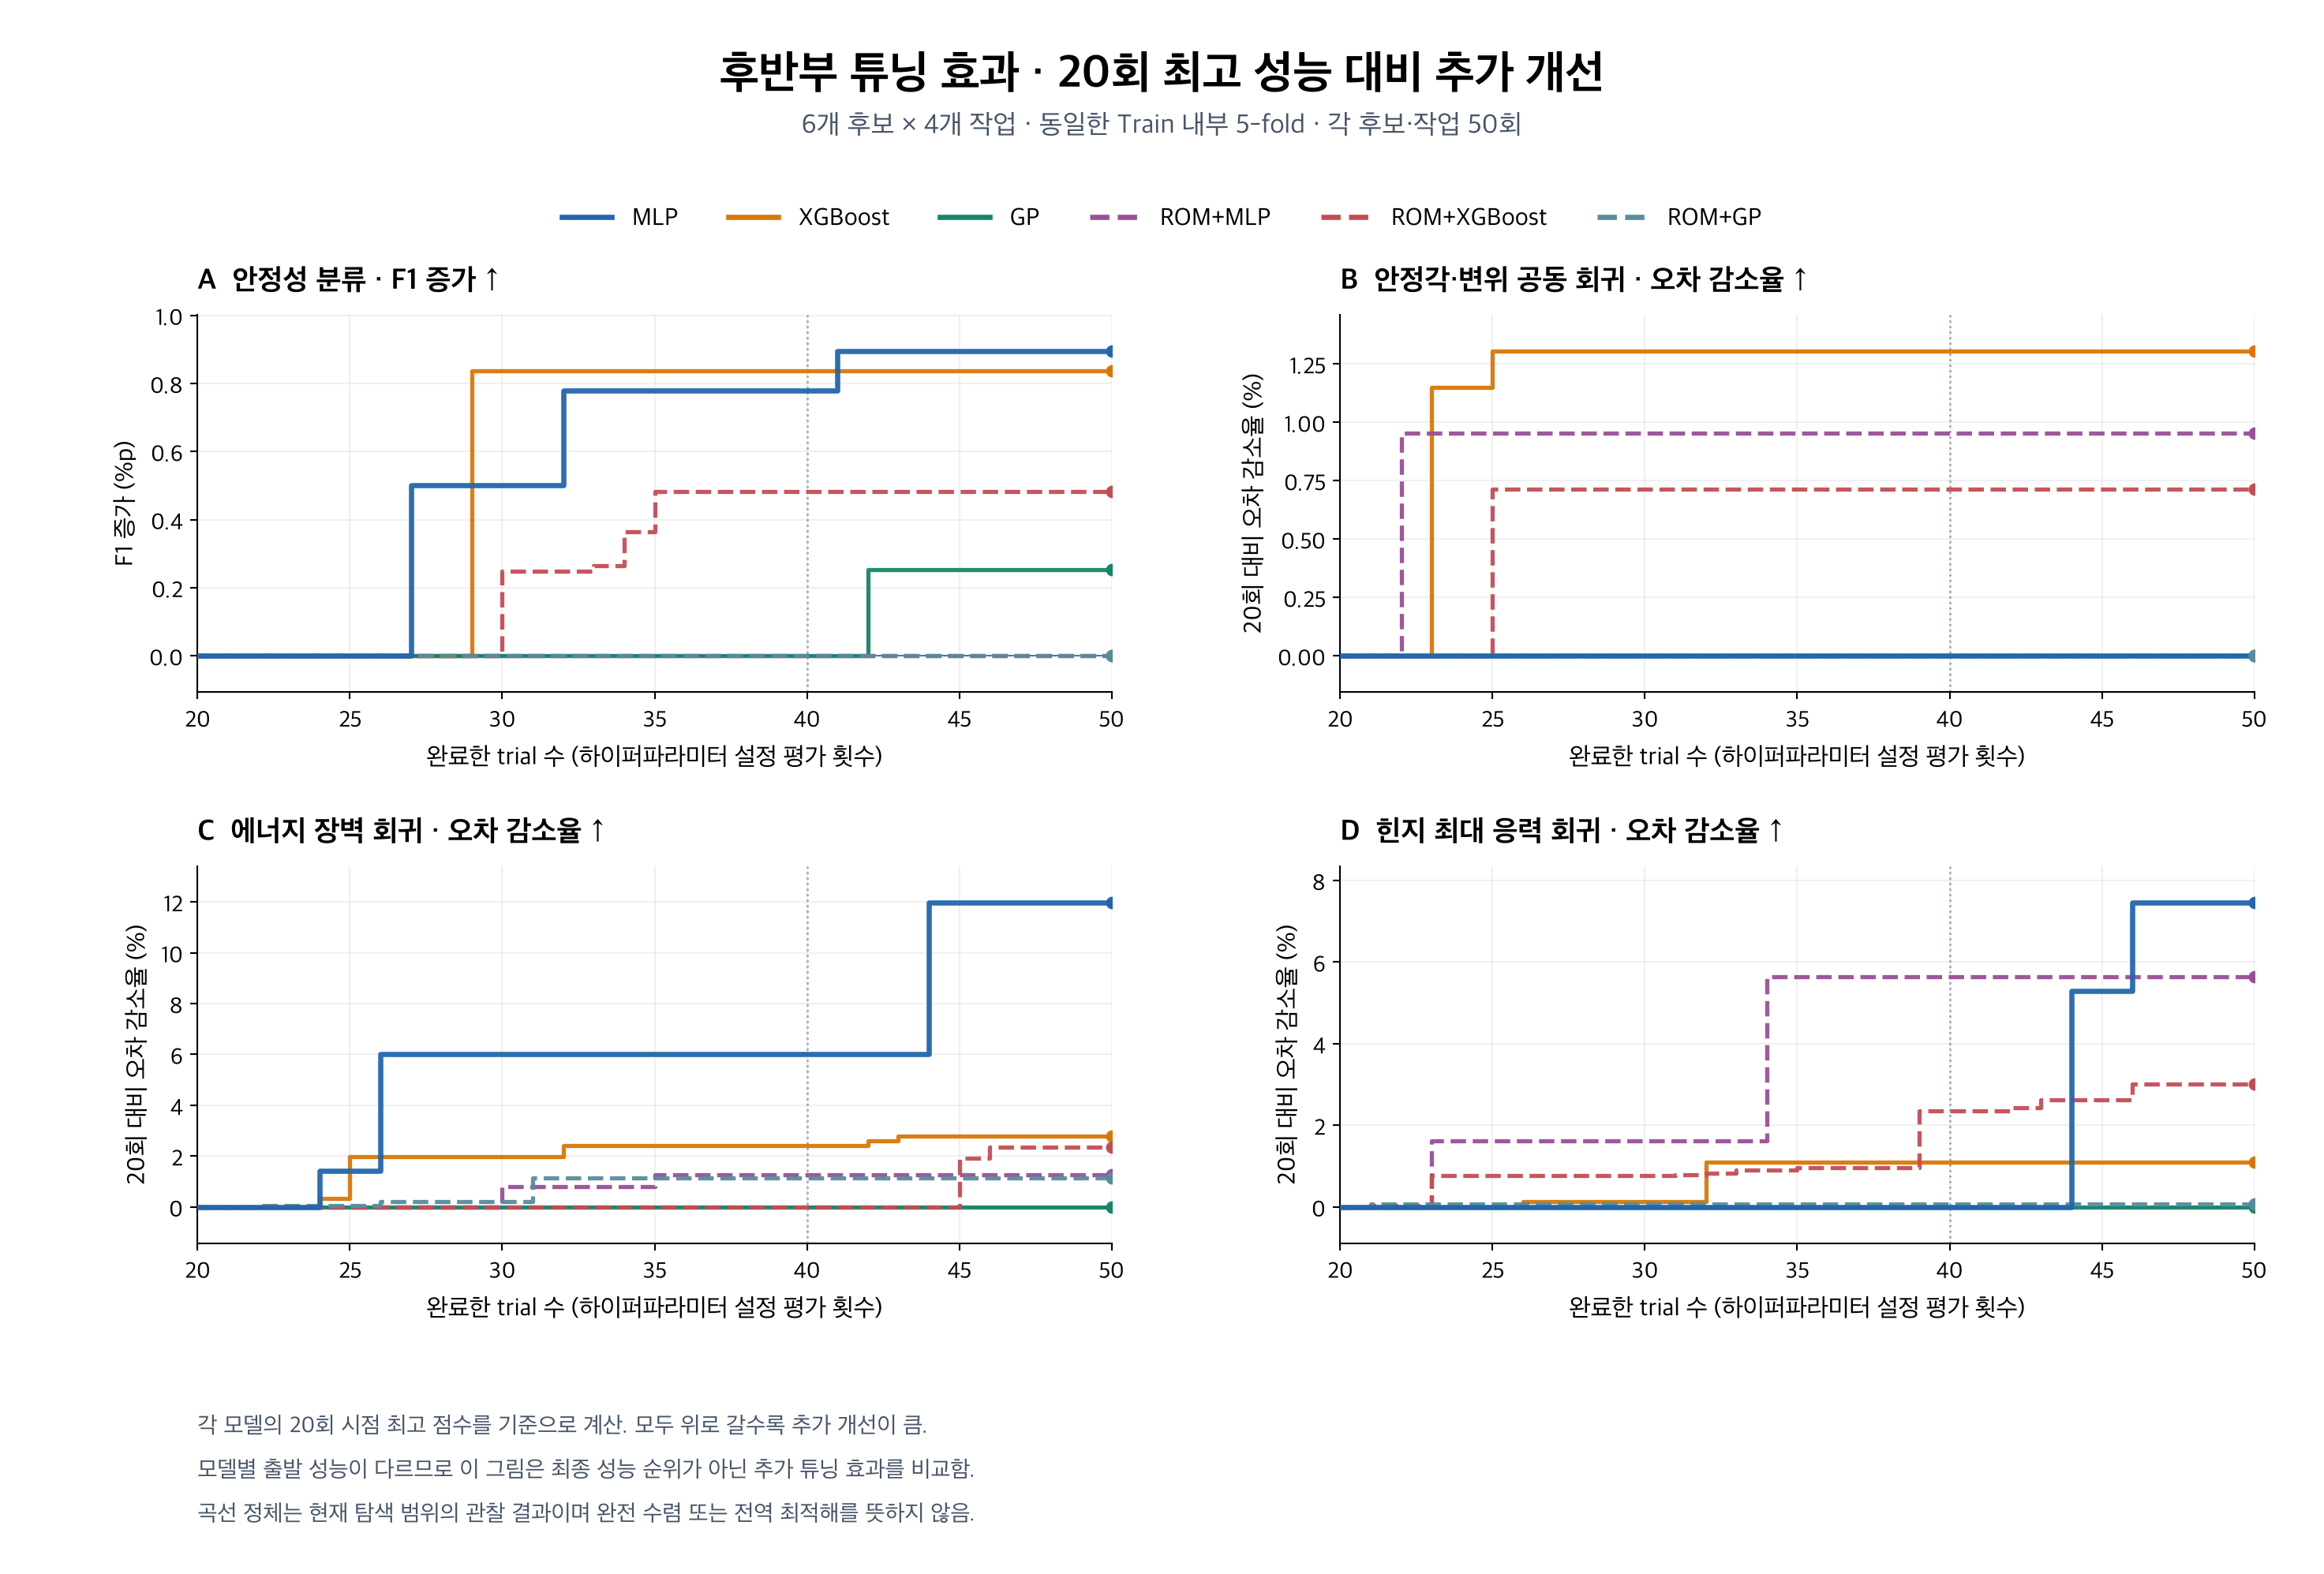 후반부 튜닝 효과 · 20회 최고 성능 대비 추가 개선
6개 후보 × 4개 작업 · 동일한 Train 내부 5-fold · 각 후보·작업 50회
MLP XGBoost GP ROM+MLP ROM+XGBoost ROM+GP
A 안정성 분류 · F1 증가 ↑
F1 증가 (%p)
1.0
0.8
0.6
0.4
0.2
0.0
20 25 30 35 40 45 50
완료한 trial 수 (하이퍼파라미터 설정 평가 횟수)
B 안정각·변위 공동 회귀 · 오차 감소율 ↑
20회 대비 오차 감소율 (%)
1.25
1.00
0.75
0.50
0.25
0.00
20 25 30 35 40 45 50
완료한 trial 수 (하이퍼파라미터 설정 평가 횟수)
C 에너지 장벽 회귀 · 오차 감소율 ↑
20회 대비 오차 감소율 (%)
12
10
8
6
4
2
0
20 25 30 35 40 45 50
완료한 trial 수 (하이퍼파라미터 설정 평가 횟수)
D 힌지 최대 응력 회귀 · 오차 감소율 ↑
20회 대비 오차 감소율 (%)
8
6
4
2
0
20 25 30 35 40 45 50
완료한 trial 수 (하이퍼파라미터 설정 평가 횟수)
각 모델의 20회 시점 최고 점수를 기준으로 계산. 모두 위로 갈수록 추가 개선이 큼.
모델별 출발 성능이 다르므로 이 그림은 최종 성능 순위가 아닌 추가 튜닝 효과를 비교함.
곡선 정체는 현재 탐색 범위의 관찰 결과이며 완전 수렴 또는 전역 최적해를 뜻하지 않음.